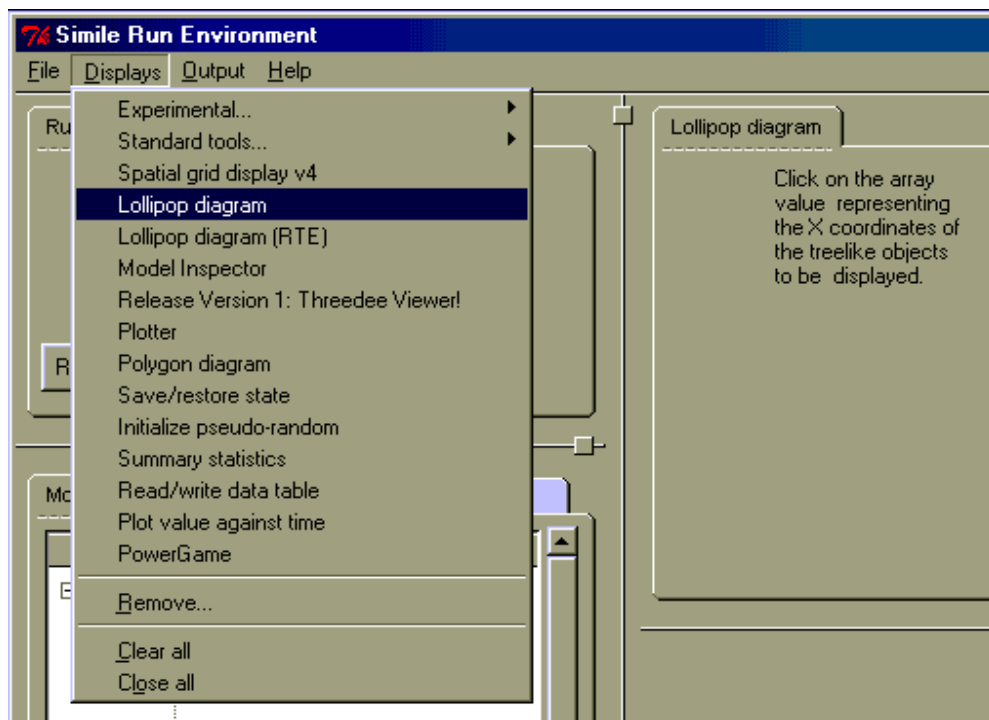 Simile Run Environment
File Displays Output Help
Experimental...
Standard tools...
Spatial grid display v4
Lollipop diagram
Lollipop diagram (RTE)
Model Inspector
Release Version 1: Threedee Viewer!
Plotter
Polygon diagram
Save/restore state
Initialize pseudo-random
Summary statistics
Read/write data table
Plot value against time
PowerGame
Remove...
Clear all
Close all
Ru
R
Mo
Lollipop diagram
Click on the array
value representing
the X coordinates of
the treelike objects
to be displayed.